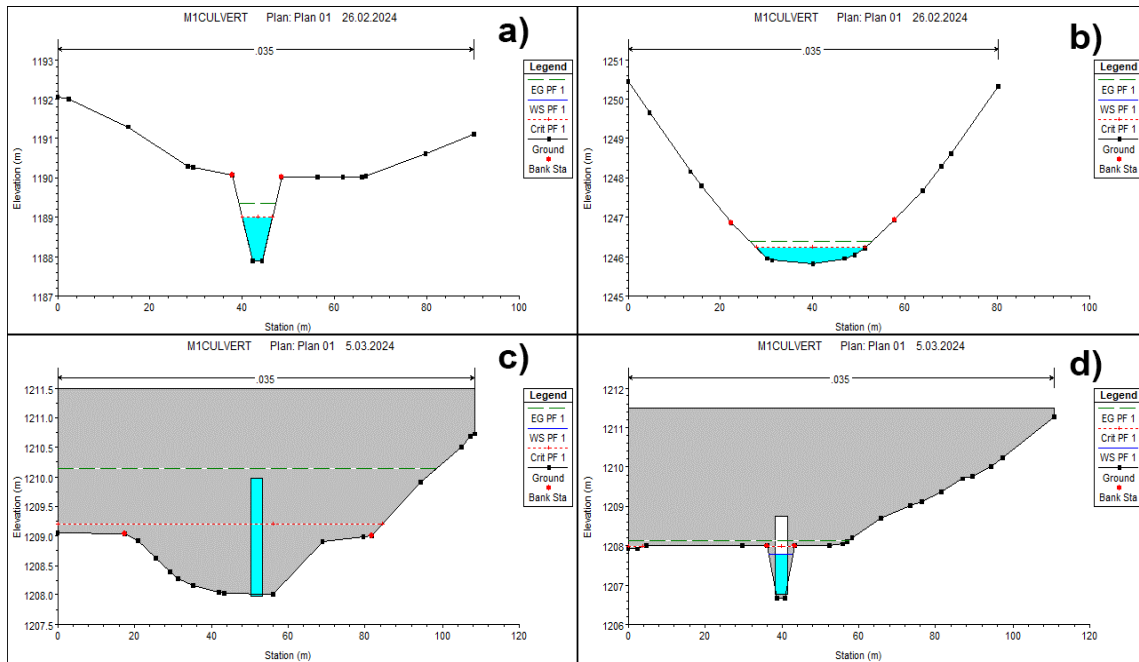 M1CULVERT Plan: Plan 01 26.02.2024
a)
.035
1193
1192
1191
1190
1189
1188
1187
Elevation (m)
0 20 40 60 80 100
Station (m)
Legend
EG PF 1
WS PF 1
Crit PF 1
Ground
Bank Sta
M1CULVERT Plan: Plan 01 26.02.2024
b)
.035
1251
1250
1249
1248
1247
1246
1245
Elevation (m)
0 20 40 60 80 100
Station (m)
Legend
EG PF 1
WS PF 1
Crit PF 1
Ground
Bank Sta
M1CULVERT Plan: Plan 01 5.03.2024
c)
.035
1211.5
1211.0
1210.5
1210.0
1209.5
1209.0
1208.5
1208.0
1207.5
Elevation (m)
0 20 40 60 80 100 120
Station (m)
Legend
EG PF 1
WS PF 1
Crit PF 1
Ground
Bank Sta
M1CULVERT Plan: Plan 01 5.03.2024
d)
.035
1212
1211
1210
1209
1208
1207
1206
Elevation (m)
0 20 40 60 80 100 120
Station (m)
Legend
EG PF 1
Crit PF 1
WS PF 1
Ground
Bank Sta